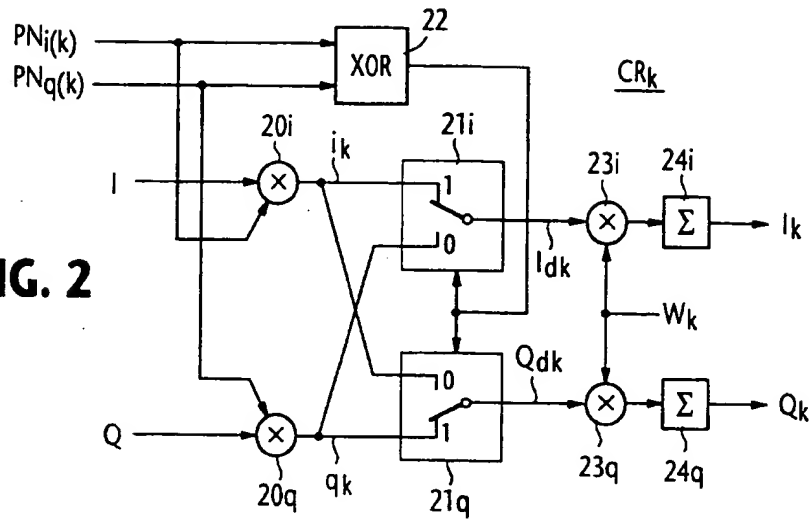 PNi(k)
PNq(k)
22
XOR
CRk
20i
ik
21i
23i
24i
I
×
1
0
Idk
×
Σ
Ik
IG. 2
Wk
Qdk
Q
×
0
1
×
Σ
Qk
20q
qk
21q
23q
24q